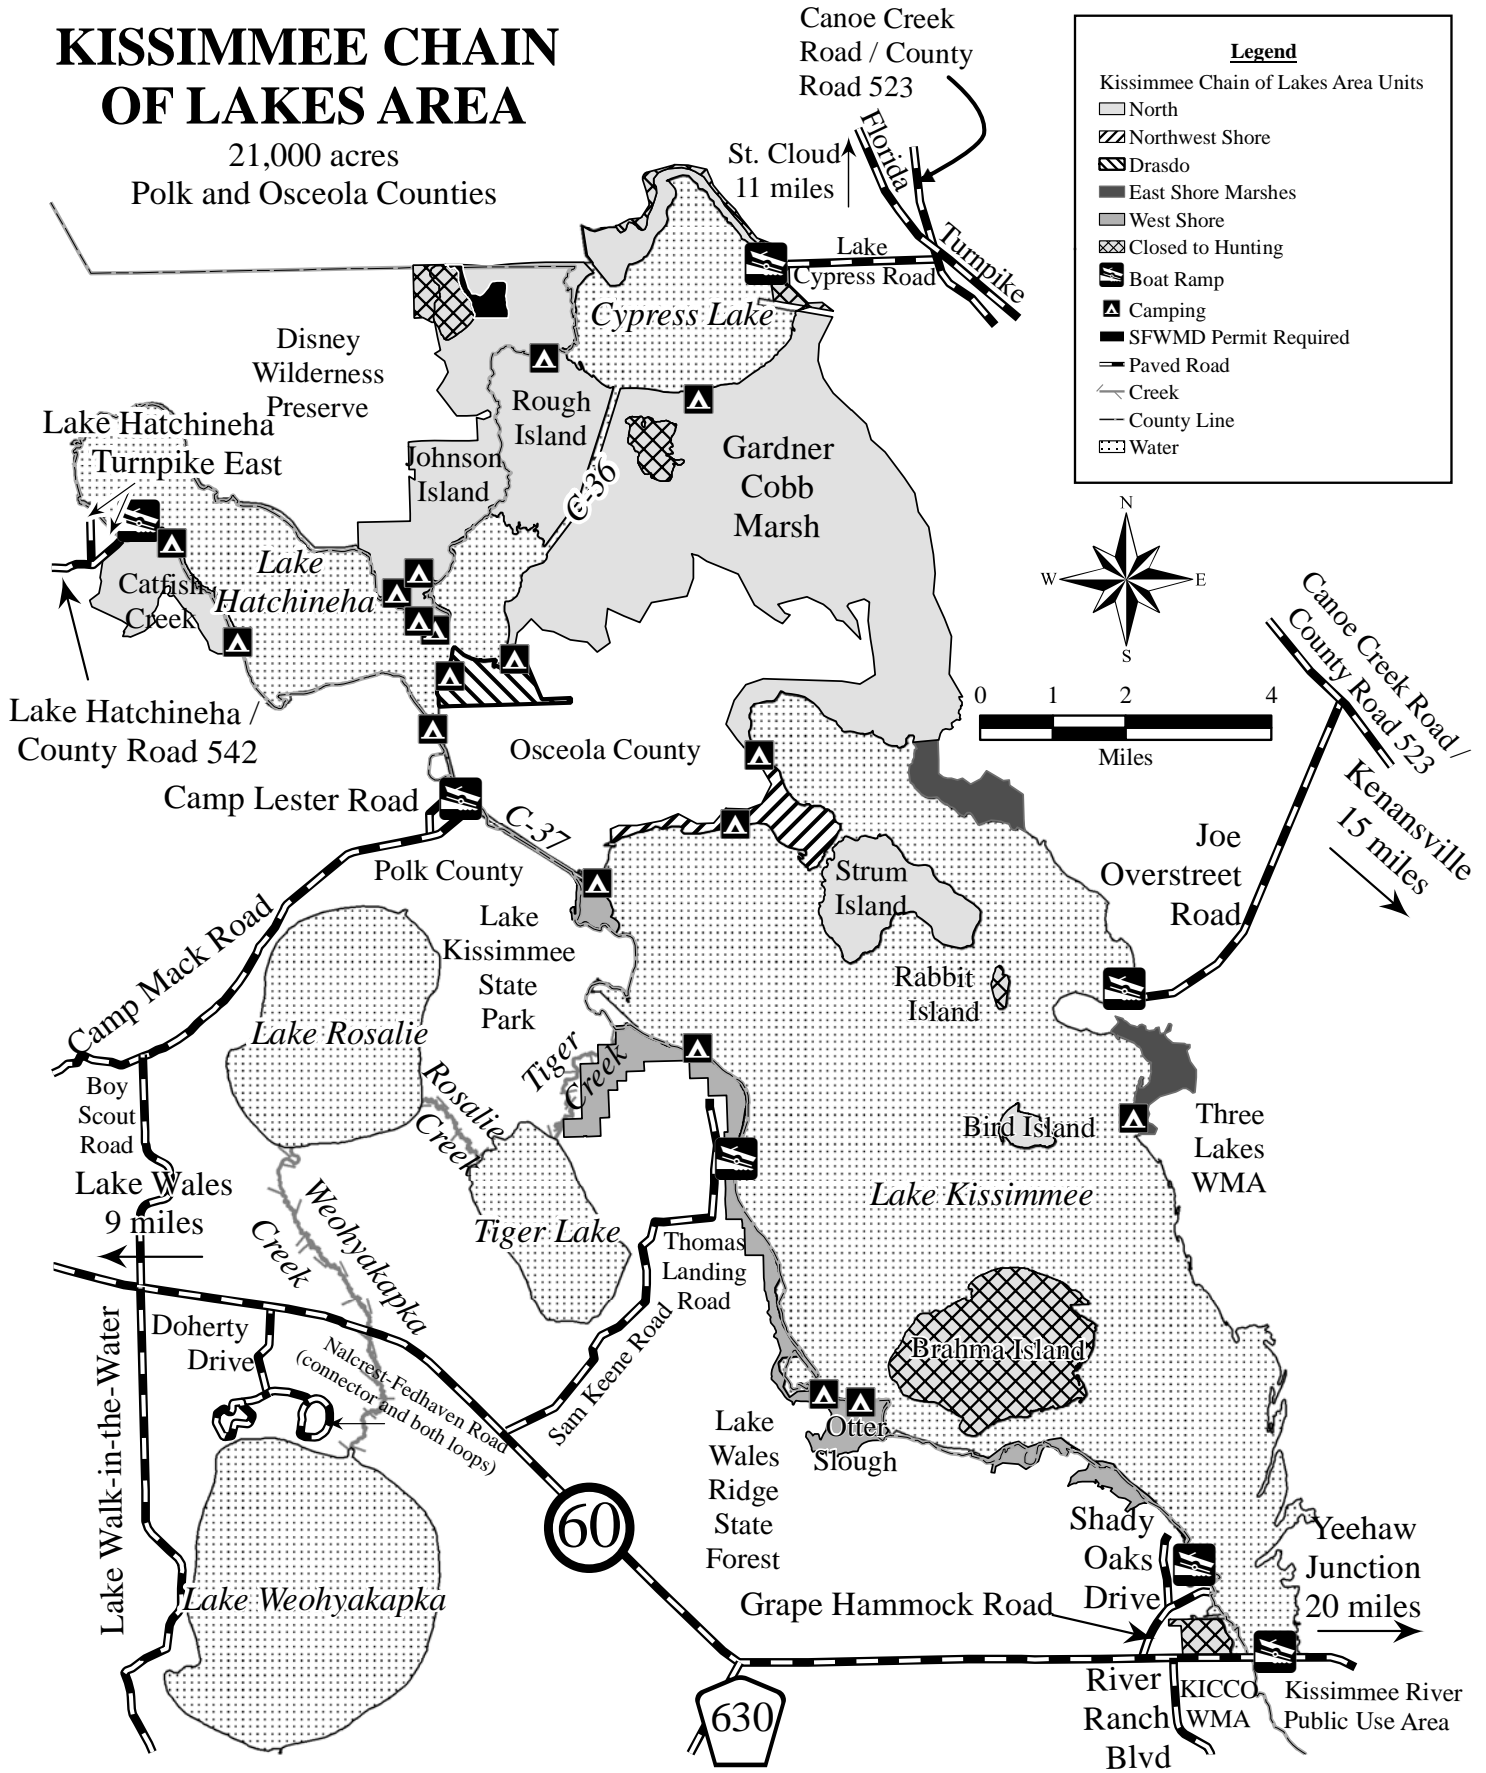 KISSIMMEE CHAIN
OF LAKES AREA
21,000 acres
Polk and Osceola Counties
Canoe Creek
Road / County
Road 523
St. Cloud
11 miles
Florida
Turnpike
Lake
Cypress Road
Legend
Kissimmee Chain of Lakes Area Units
North
Northwest Shore
Drasdo
East Shore Marshes
West Shore
Closed to Hunting
Boat Ramp
Camping
SFWMD Permit Required
Paved Road
Creek
County Line
Water
Cypress Lake
Disney
Wilderness
Preserve
Rough
Island
Lake Hatchineha
Turnpike East
Johnson
Island
C-36
Gardner
Cobb
Marsh
Lake
Hatchineha
Catfish
Creek
N
W
E
S
Lake Hatchineha /
County Road 542
0
1
2
4
Miles
Canoe Creek Road /
County Road 523
Kenansville
15 miles
Osceola County
Camp Lester Road
C-37
Polk County
Joe
Overstreet
Road
Strum
Island
Lake
Kissimmee
State
Park
Rabbit
Island
Camp Mack Road
Lake Rosalie
Tiger
Creek
Rosalie
Creek
Boy
Scout
Road
Bird Island
Three
Lakes
WMA
Lake Wales
9 miles
Weohyakapka
Creek
Tiger Lake
Lake Kissimmee
Thomas
Landing
Road
Doherty
Drive
Nalcrest-Fedhaven Road
(connector and both loops)
Sam Keene Road
Brahma Island
Lake Walk-in-the-Water
Lake
Wales
Ridge
State
Forest
Otter
Slough
60
Shady
Oaks
Drive
Yeehaw
Junction
20 miles
Lake Weohyakapka
Grape Hammock Road
630
River
Ranch
Blvd
KICCO
WMA
Kissimmee River
Public Use Area